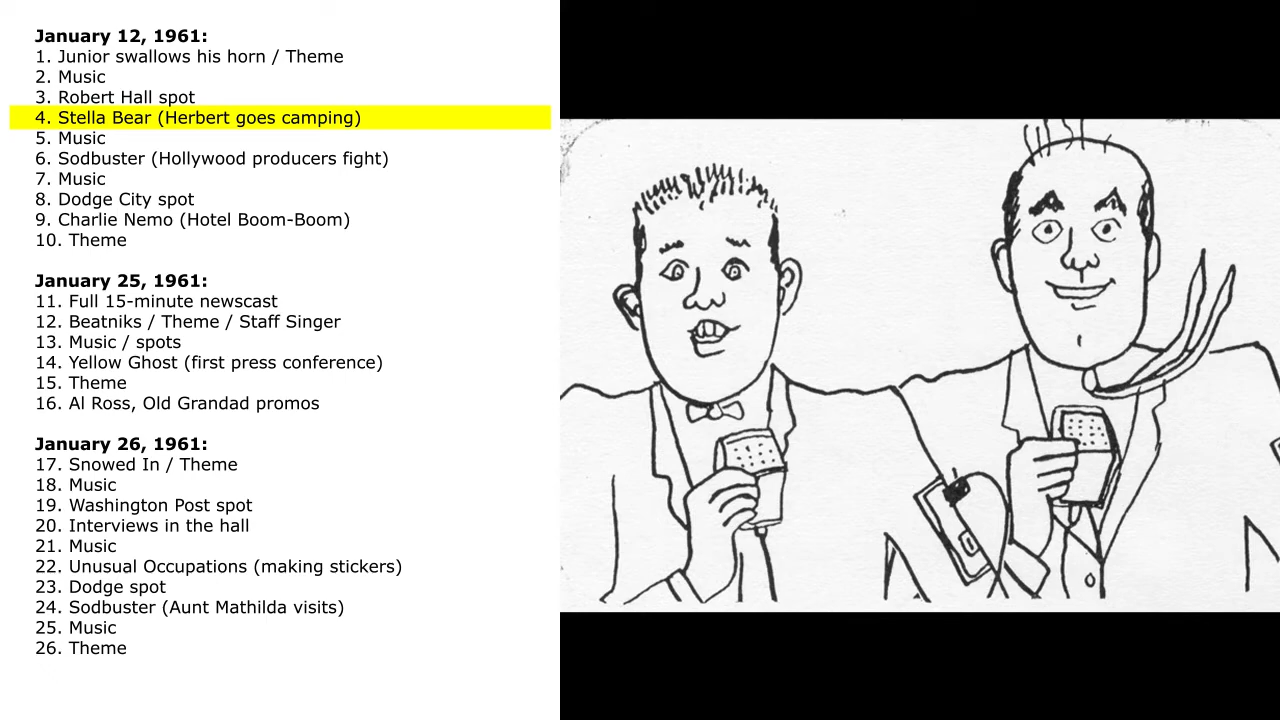 January 12, 1961:
1. Junior swallows his horn / Theme
2. Music
3. Robert Hall spot
4. Stella Bear (Herbert goes camping)
5. Music
6. Sodbuster (Hollywood producers fight)
7. Music
8. Dodge City spot
9. Charlie Nemo (Hotel Boom-Boom)
10. Theme
January 25, 1961:
11. Full 15-minute newscast
12. Beatniks / Theme / Staff Singer
13. Music / spots
14. Yellow Ghost (first press conference)
15. Theme
16. Al Ross, Old Grandad promos
January 26, 1961:
17. Snowed In / Theme
18. Music
19. Washington Post spot
20. Interviews in the hall
21. Music
22. Unusual Occupations (making stickers)
23. Dodge spot
24. Sodbuster (Aunt Mathilda visits)
25. Music
26. Theme